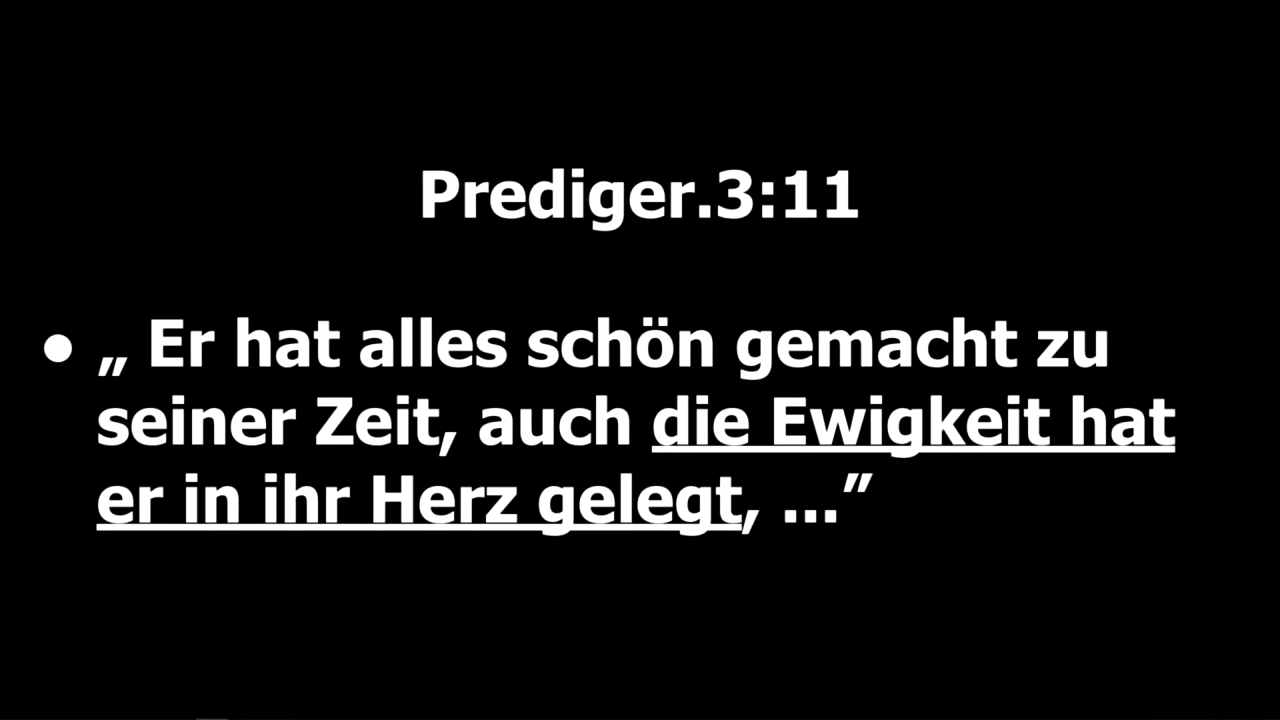 Prediger.3:11
● „ Er hat alles schön gemacht zu
seiner Zeit, auch die Ewigkeit hat
er in ihr Herz gelegt, ...”